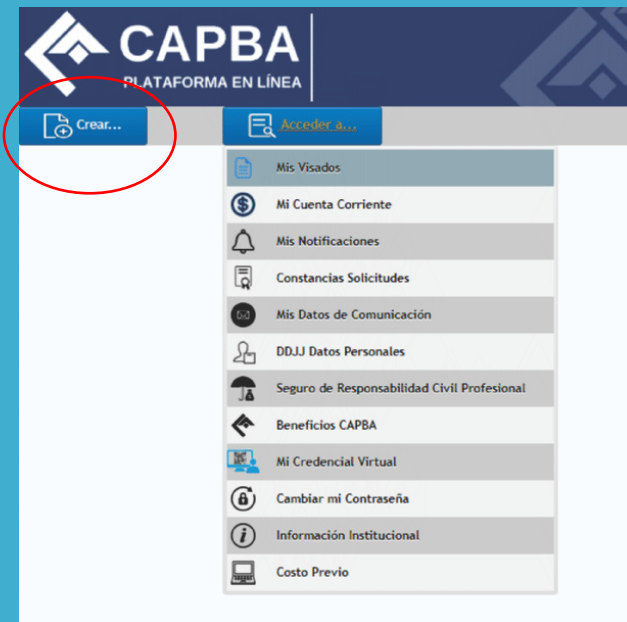 CAPBA
PLATAFORMA EN LÍNEA
Crear...
Acceder a...
Mis Visados
Mi Cuenta Corriente
Mis Notificaciones
Constancias Solicitudes
Mis Datos de Comunicación
DDJJ Datos Personales
Seguro de Responsabilidad Civil Profesional
Beneficios CAPBA
Mi Credencial Virtual
Cambiar mi Contraseña
Información Institucional
Costo Previo